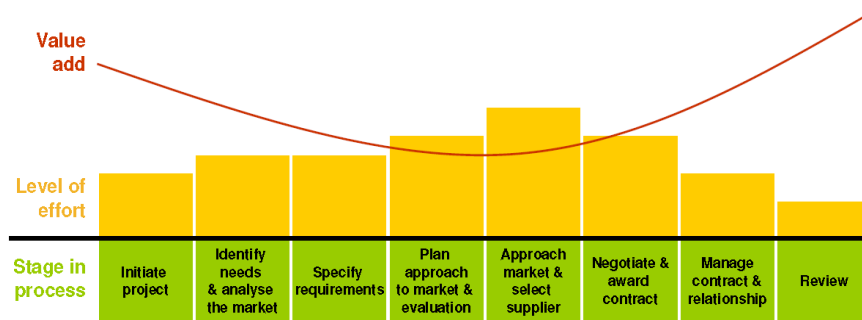 Value
add
Level of
effort
Stage in
process
Initiate
project
Identify
needs
& analyse
the market
Specify
requirements
Plan
approach
to market &
evaluation
Approach
market &
select
supplier
Negotiate &
award
contract
Manage
contract &
relationship
Review